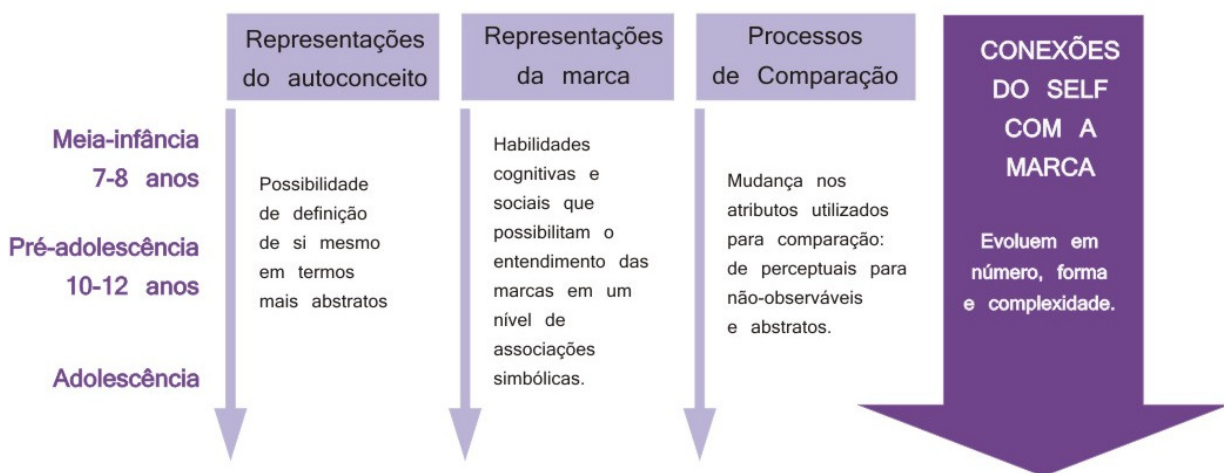 Representações
do autoconceito
Representações
da marca
Processos
de Comparação
CONEXÕES
DO SELF
COM A
MARCA
Evoluem em
número, forma
e complexidade.
Meia-infância
7-8 anos
Pré-adolescência
10-12 anos
Adolescência
Possibilidade
de definição
de si mesmo
em termos
mais abstratos
Habilidades
cognitivas e
sociais que
possibilitam o
entendimento das
marcas em um
nível de
associações
simbólicas.
Mudança nos
atributos utilizados
para comparação:
de perceptuais para
não-observáveis
e abstratos.